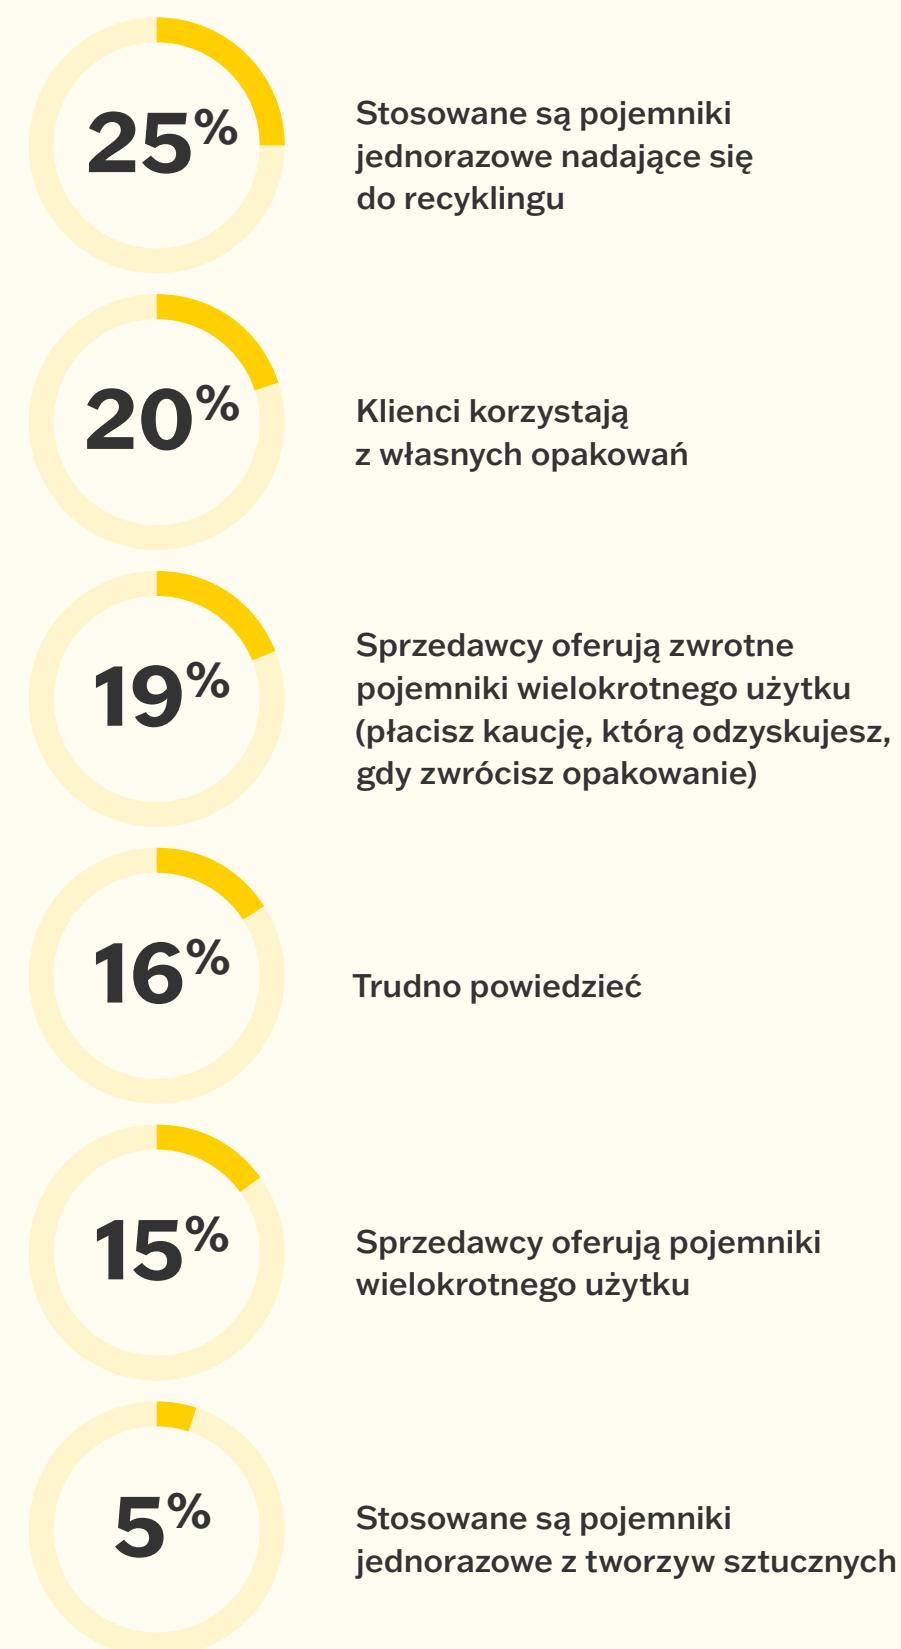 25%
Stosowane są pojemniki
jednorazowe nadające się
do recyklingu
20%
Klienci korzystają
z własnych opakowań
19%
Sprzedawcy oferują zwrotne
pojemniki wielokrotnego użytku
(płacisz kaucję, którą odzyskujesz,
gdy zwrócisz opakowanie)
16%
Trudno powiedzieć
15%
Sprzedawcy oferują pojemniki
wielokrotnego użytku
5%
Stosowane są pojemniki
jednorazowe z tworzyw sztucznych